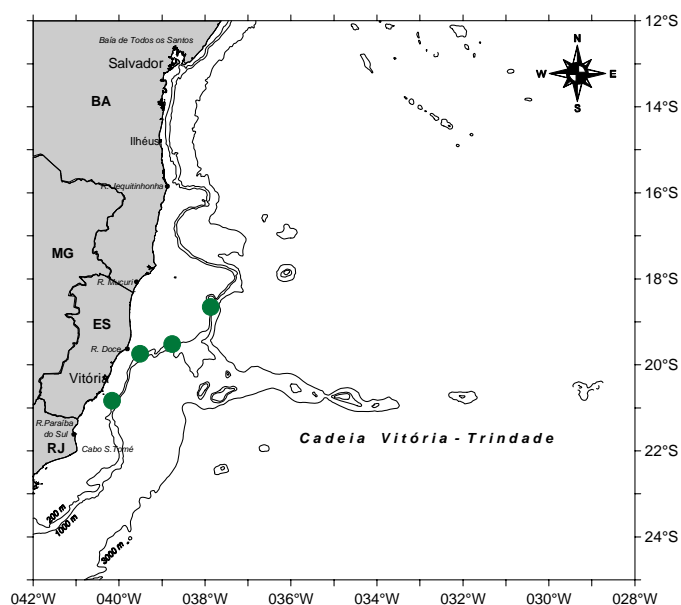 12°S
Baía de Todos os Santos
N
Salvador
W
E
BA
S
14°S
Ilhéus
R. Jequitinhonha
16°S
MG
R. Mucuri
18°S
ES
R. Doce
20°S
Vitória
R.Paraíba
do Sul
Cadeia Vitória - Trindade
RJ
Cabo S.Tomé
22°S
200 m
1000 m
3000 m
24°S
042°W
040°W
038°W
036°W
034°W
032°W
030°W
028°W